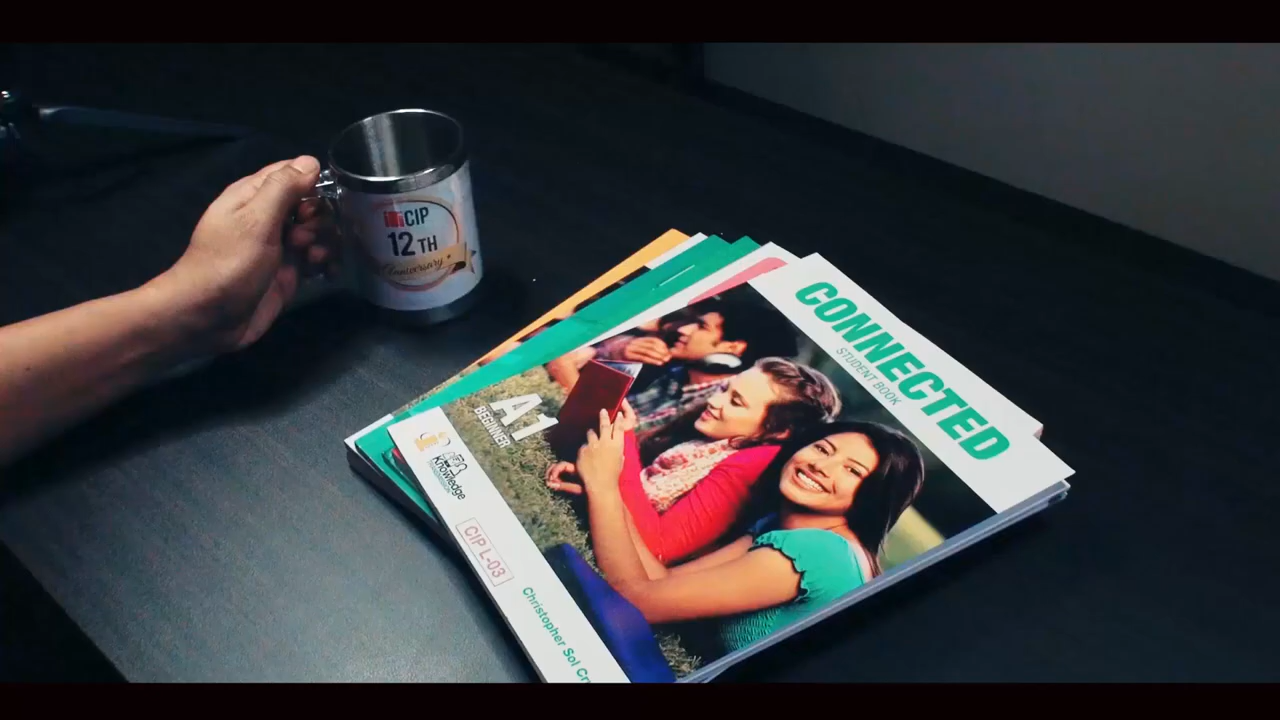 CIP
12TH
Anniversary
CONNECTED
STUDENT BOOK
A1
BEGINNER
Knowledge
CIP L-03
Christopher Sol